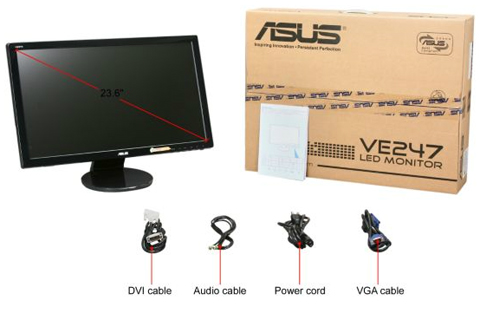 ASUS
Inspiring Innovation • Persistent Perfection
ASUS
23.6"
ASUS
VE247
LED MONITOR
DVI cable
Audio cable
Power cord
VGA cable